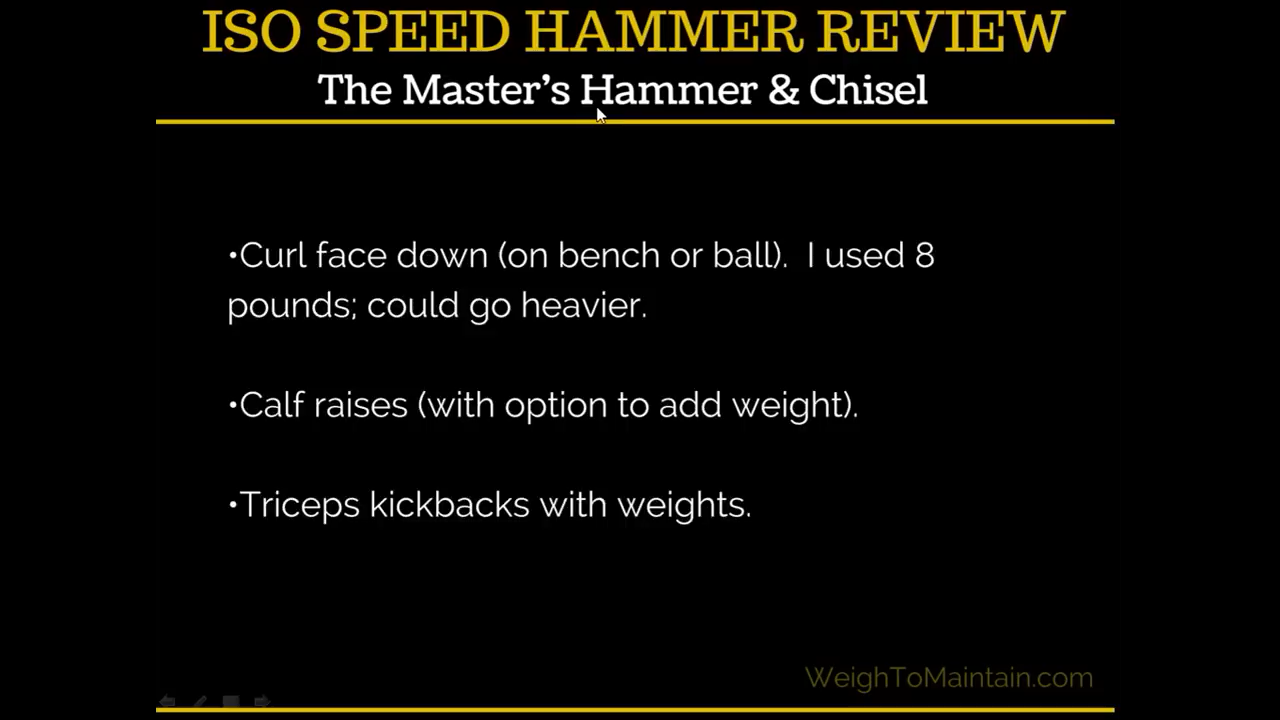 ISO SPEED HAMMER REVIEW
The Master's Hammer & Chisel
•Curl face down (on bench or ball).  I used 8
pounds; could go heavier.
•Calf raises (with option to add weight).
•Triceps kickbacks with weights.
WeighToMaintain.com